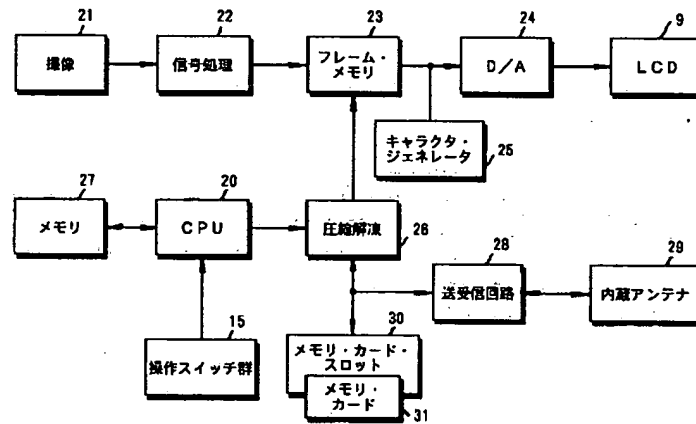 21
22
23
24
9
撮像
信号処理
フレーム・
メモリ
D/A
LCD
キャラクタ・
ジェネレータ
25
27
20
メモリ
CPU
圧縮解凍
26
28
29
送受信回路
内蔵アンテナ
15
30
操作スイッチ群
メモリ・カード・
スロット
メモリ・
カード
31